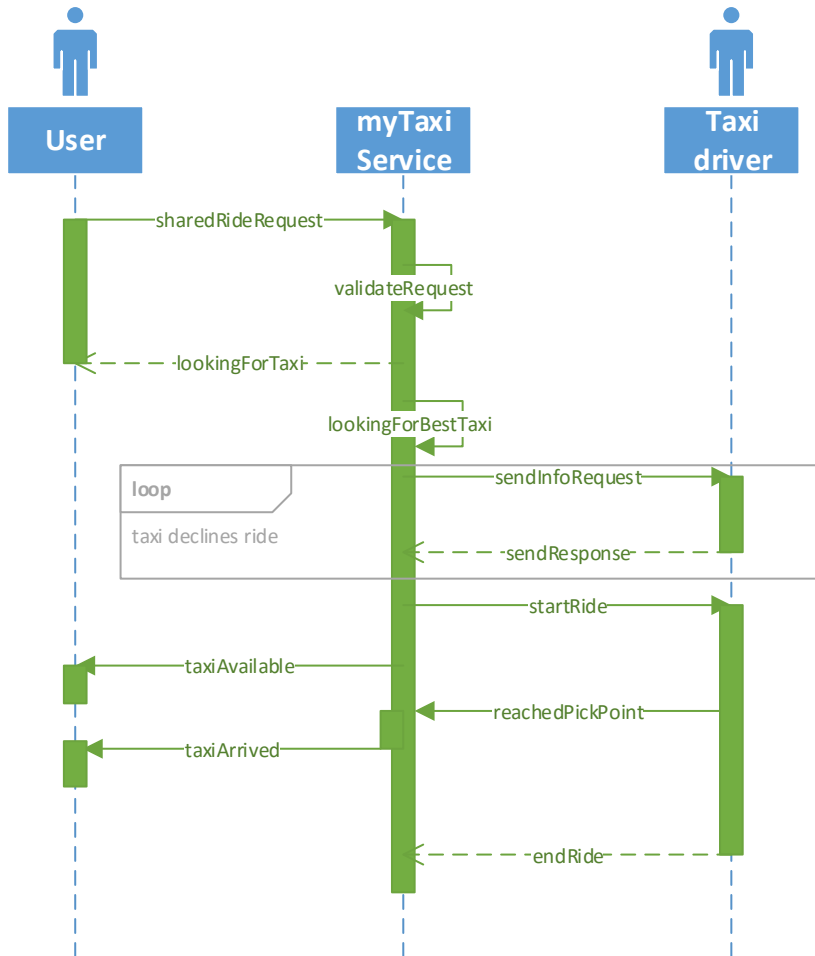 User
myTaxi
Service
Taxi
driver
sharedRideRequest
validateRequest
lookingForTaxi
lookingForBestTaxi
sendInfoRequest
loop
taxi declines ride
sendResponse
startRide
taxiAvailable
reachedPickPoint
taxiArrived
endRide